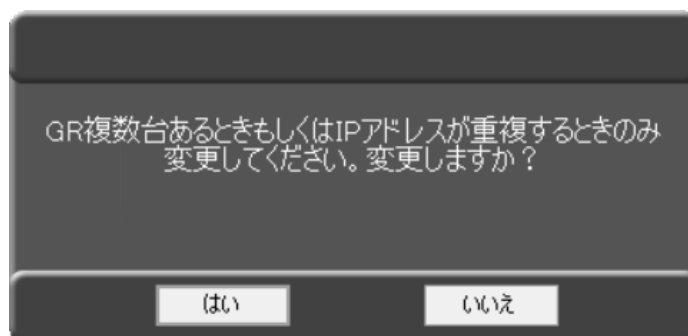 GR複数台あるときもしくはIPアドレスが重複するときのみ
変更してください。変更しますか？
はい
いいえ